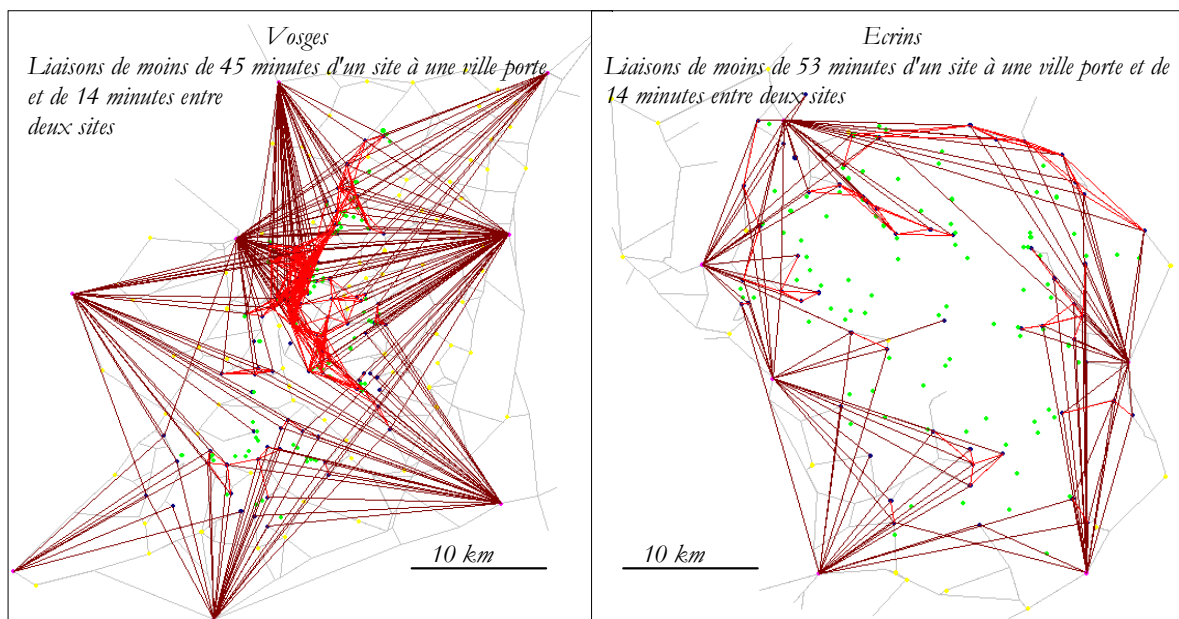 Vosges
Liaisons de moins de 45 minutes d'un site à une ville porte
et de 14 minutes entre
deux sites
10 km
Ecrins
Liaisons de moins de 53 minutes d'un site à une ville porte et de
14 minutes entre deux sites
10 km